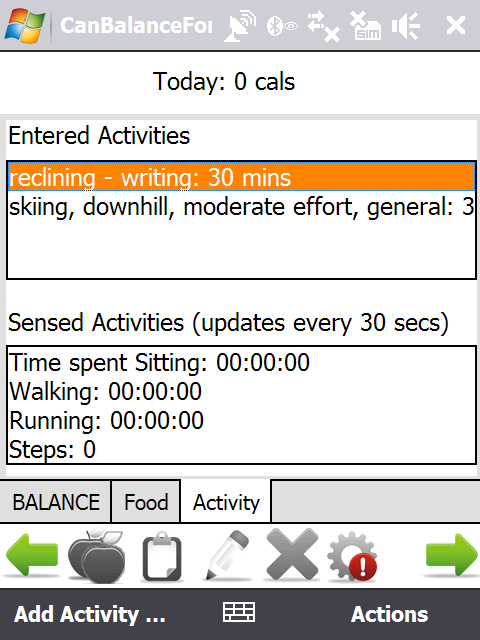 CanBalanceFor
SIM
Today: 0 cals
Entered Activities
reclining - writing: 30 mins
skiing, downhill, moderate effort, general: 3
Sensed Activities (updates every 30 secs)
Time spent Sitting: 00:00:00
Walking: 00:00:00
Running: 00:00:00
Steps: 0
BALANCE Food Activity
Add Activity ... Actions